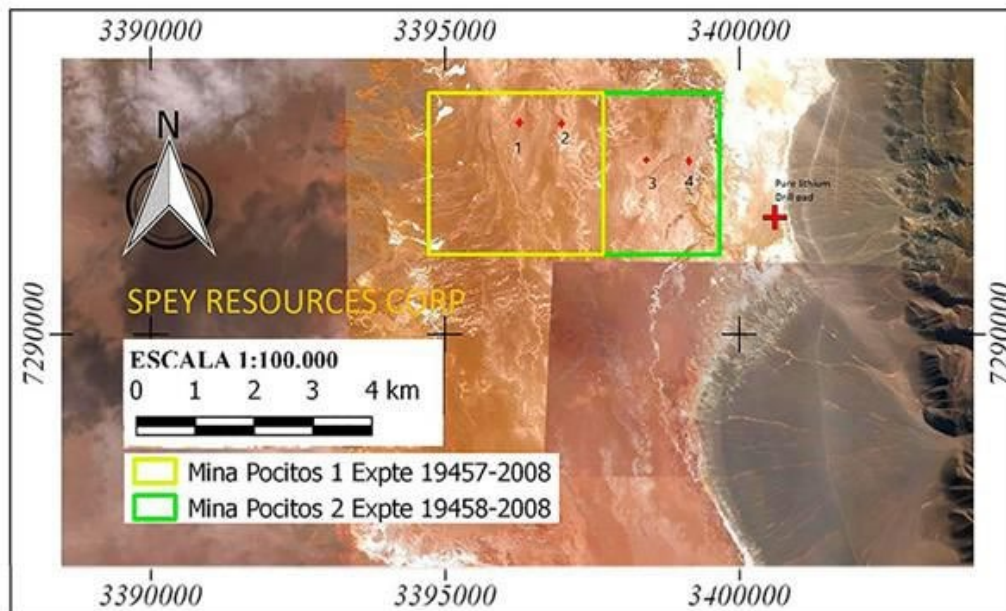 3390000 3395000 3400000
N
1 2
3 4
Pure lithium
Drill pad
7290000 7290000
SPEY RESOURCES CORP
ESCALA 1:100.000
0 1 2 3 4 km
Mina Pocitos 1 Expte 19457-2008
Mina Pocitos 2 Expte 19458-2008
3390000 3395000 3400000